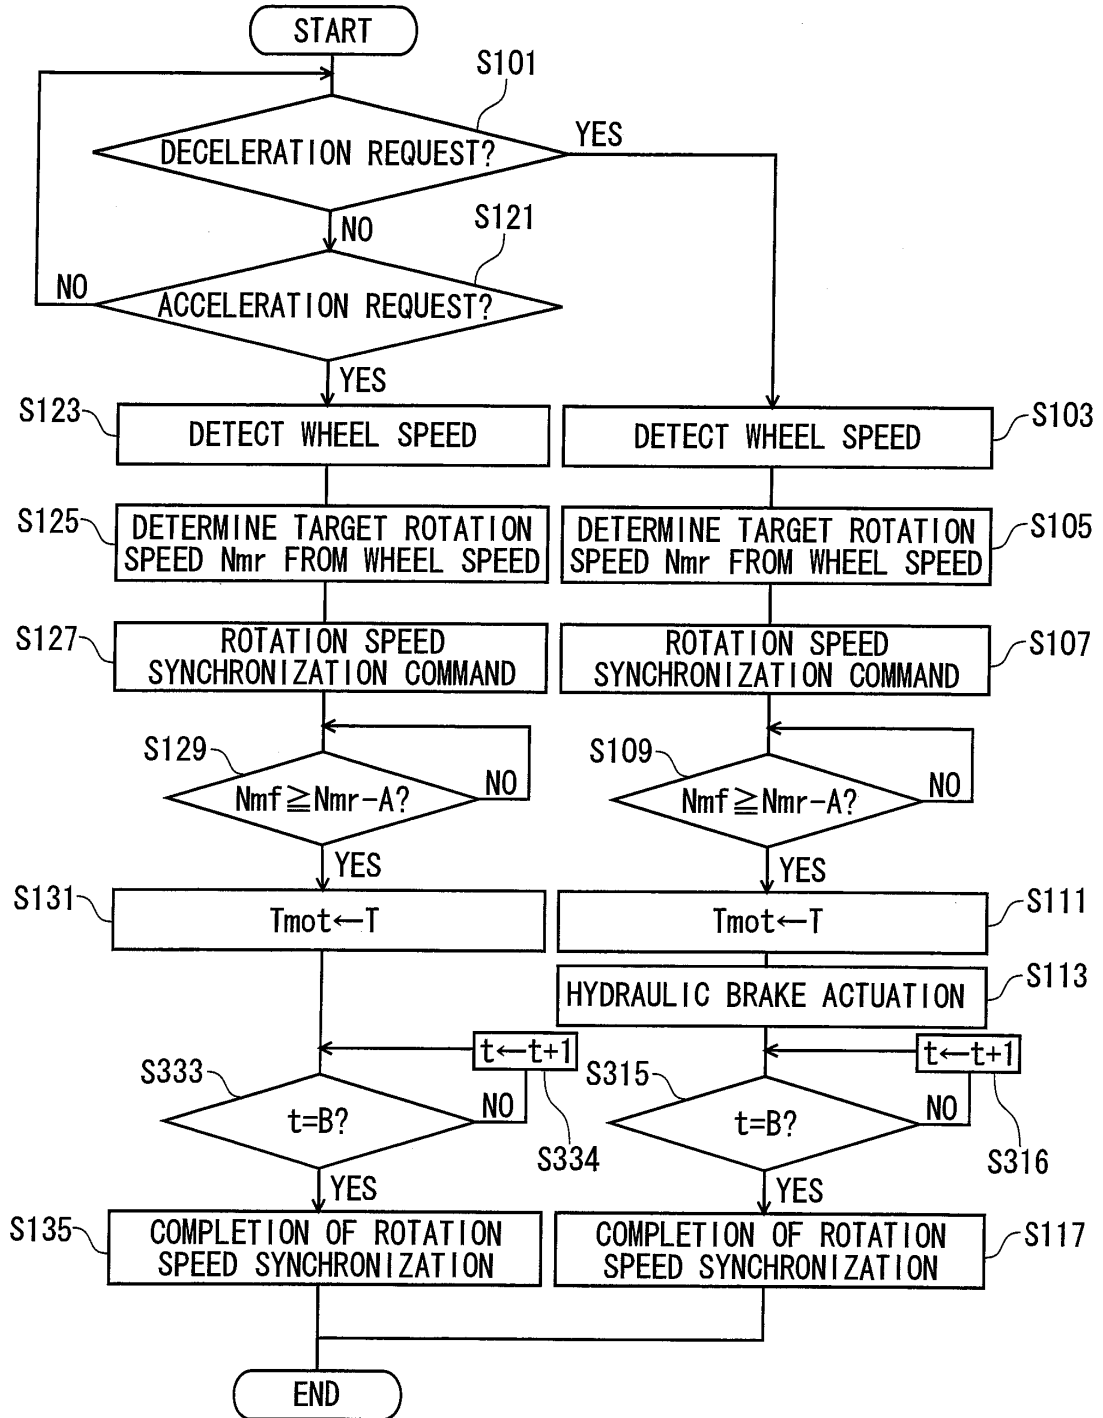 START
S101
DECELERATION REQUEST?
YES
NO
S121
ACCELERATION REQUEST?
NO
YES
S123
DETECT WHEEL SPEED
DETECT WHEEL SPEED
S103
S125
DETERMINE TARGET ROTATION
SPEED Nmr FROM WHEEL SPEED
DETERMINE TARGET ROTATION
SPEED Nmr FROM WHEEL SPEED
S105
S127
ROTATION SPEED
SYNCHRONIZATION COMMAND
ROTATION SPEED
SYNCHRONIZATION COMMAND
S107
S129
Nmf≧Nmr-A?
NO
YES
S109
Nmf≧Nmr-A?
NO
YES
S131
Tmot←T
Tmot←T
S111
HYDRAULIC BRAKE ACTUATION
S113
S333
t=B?
NO
t←t+1
S334
YES
S315
t=B?
NO
t←t+1
S316
YES
S135
COMPLETION OF ROTATION
SPEED SYNCHRONIZATION
COMPLETION OF ROTATION
SPEED SYNCHRONIZATION
S117
END